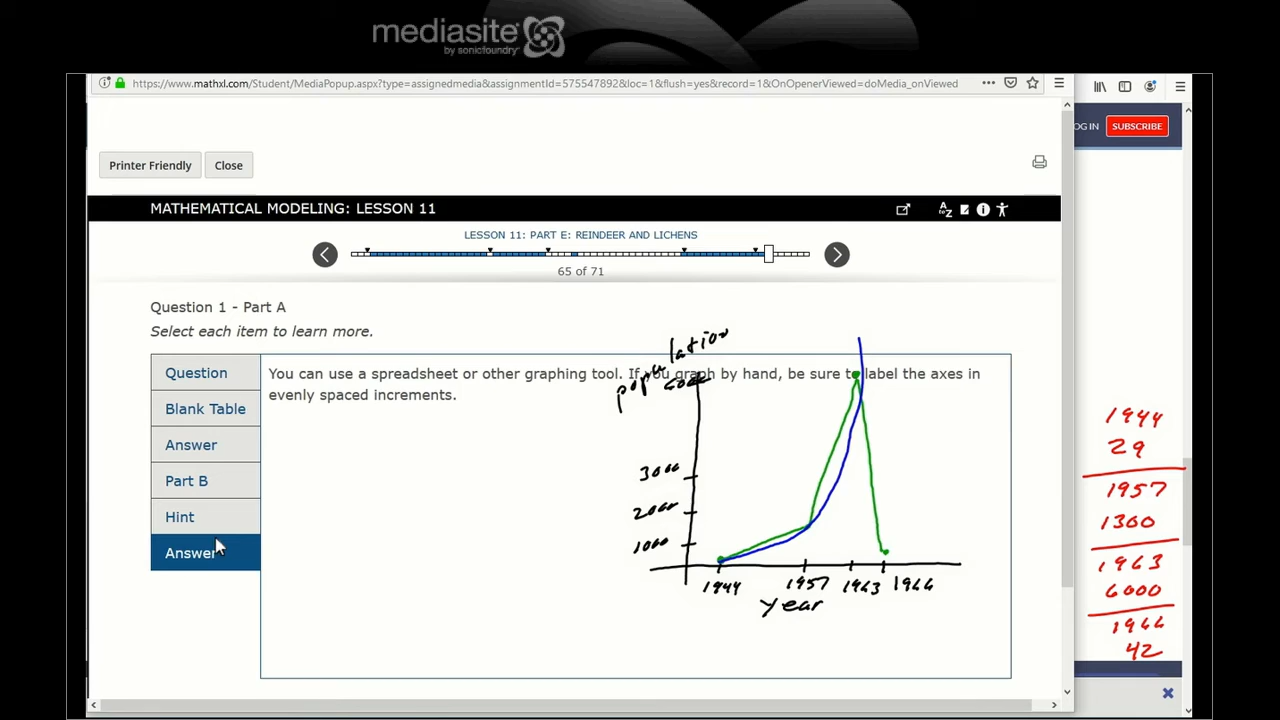 mediasite
by sonicfoundry
https://www.mathxl.com/Student/MediaPopup.aspx?type=assignedmedia&assignmentId=575547892&loc=1&flush=yes&record=1&OnOpenerViewed=doMedia_onViewed
OG IN
SUBSCRIBE
Printer Friendly
Close
MATHEMATICAL MODELING: LESSON 11
LESSON 11: PART E: REINDEER AND LICHENS
65 of 71
Question 1 - Part A
Select each item to learn more.
Question
Blank Table
Answer
Part B
Hint
Answer
You can use a spreadsheet or other graphing tool. If you graph by hand, be sure to label the axes in
evenly spaced increments.
population
6000
3000
2000
1000
1944
1957
1963
1966
year
1944
29
1957
1300
1963
6000
1966
42